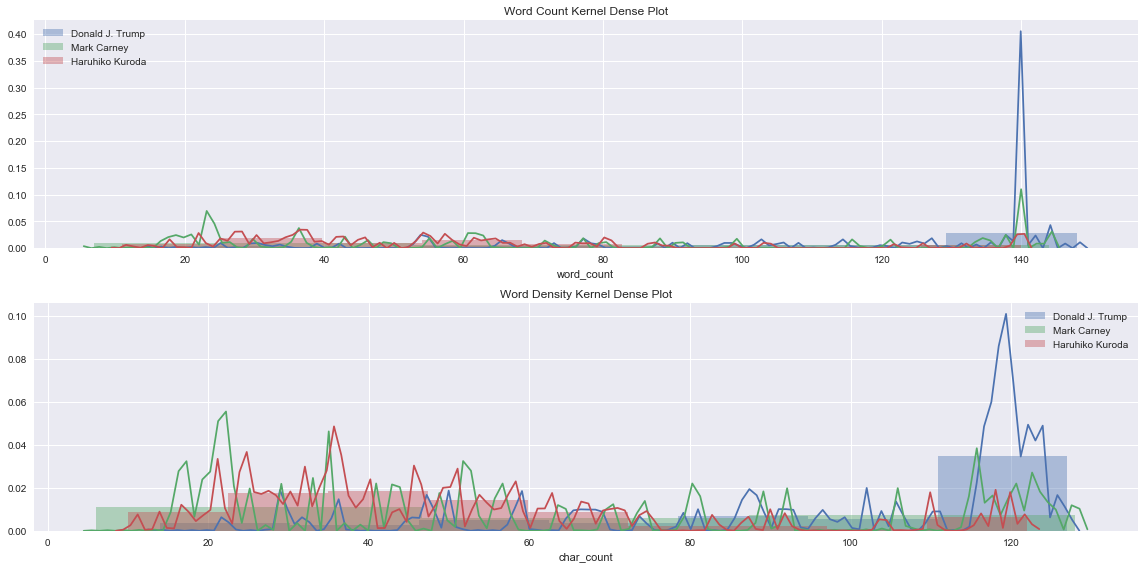 Word Count Kernel Dense Plot
0.40
0.35
0.30
0.25
0.20
0.15
0.10
0.05
0.00
Donald J. Trump
Mark Carney
Haruhiko Kuroda
0 20 40 60 80 100 120 140
word_count
Word Density Kernel Dense Plot
0.10
0.08
0.06
0.04
0.02
0.00
Donald J. Trump
Mark Carney
Haruhiko Kuroda
0 20 40 60 80 100 120
char_count